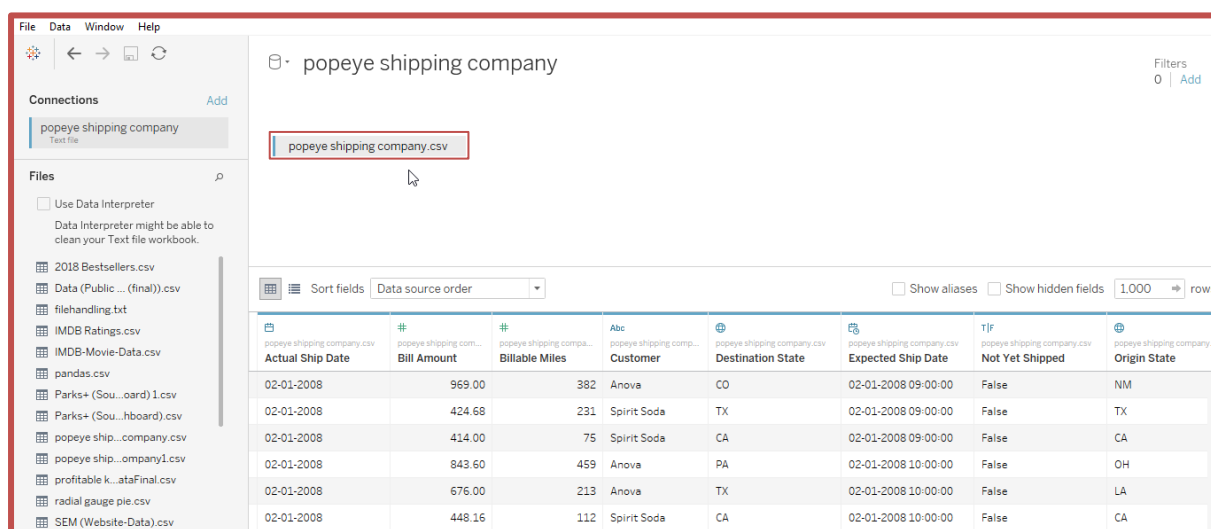 File Data Window Help
popeye shipping company
Filters
0 Add
Connections Add
popeye shipping company
Text file
Files
Use Data Interpreter
Data Interpreter might be able to
clean your Text file workbook.
2018 Bestsellers.csv
Data (Public ... (final)).csv
filehandling.txt
IMDB Ratings.csv
IMDB-Movie-Data.csv
pandas.csv
Parks+ (Sou...oard) 1.csv
Parks+ (Sou...hboard).csv
popeye ship...company.csv
popeye ship...ompany1.csv
profitable k...ataFinal.csv
radial gauge pie.csv
SEM (Website-Data).csv
popeye shipping company.csv
Sort fields Data source order Show aliases Show hidden fields 1,000 row
# # Abc T|F
popeye shipping company.csv popeye shipping com... popeye shipping compa... popeye shipping comp... popeye shipping company.csv popeye shipping company.csv popeye shipping company.csv popeye shipping company
Actual Ship Date Bill Amount Billable Miles Customer Destination State Expected Ship Date Not Yet Shipped Origin State
02-01-2008 969.00 382 Anova CO 02-01-2008 09:00:00 False NM
02-01-2008 424.68 231 Spirit Soda TX 02-01-2008 09:00:00 False TX
02-01-2008 414.00 75 Spirit Soda CA 02-01-2008 09:00:00 False CA
02-01-2008 843.60 459 Anova PA 02-01-2008 10:00:00 False OH
02-01-2008 676.00 213 Anova TX 02-01-2008 10:00:00 False LA
02-01-2008 448.16 112 Spirit Soda CA 02-01-2008 10:00:00 False CA